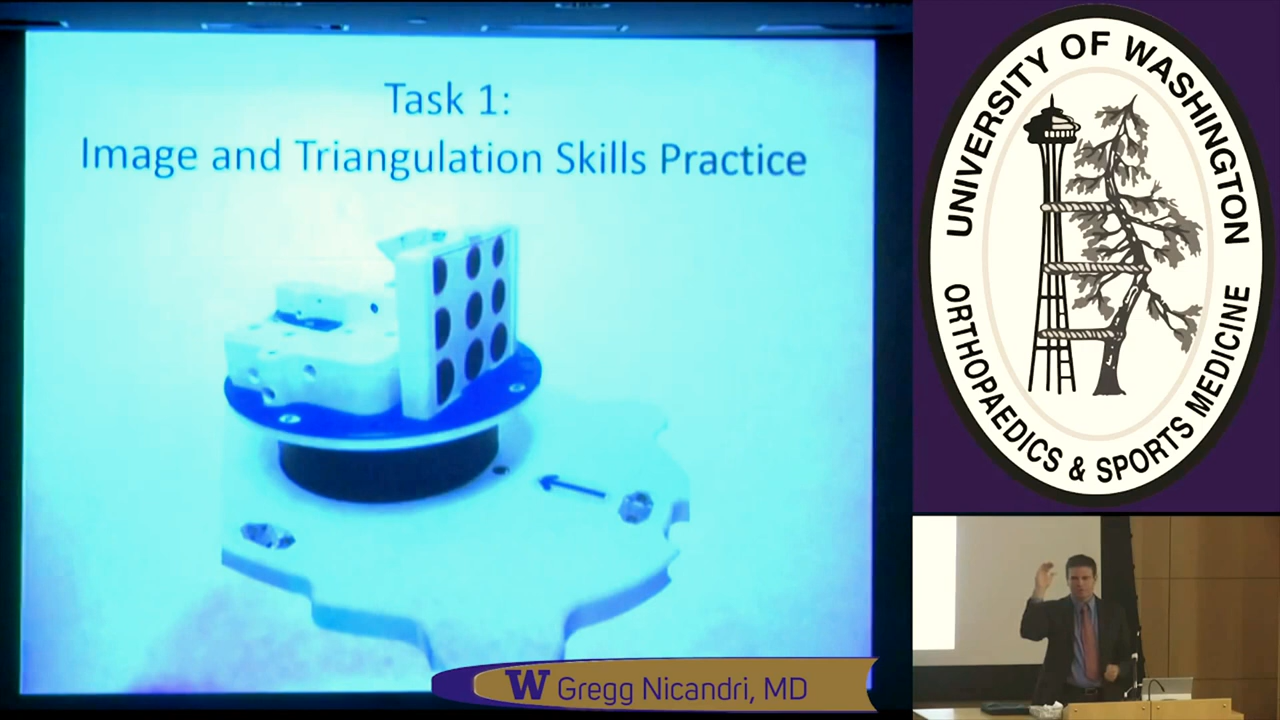 Task 1:
Image and Triangulation Skills Practice
UNIVERSITY OF WASHINGTON
ORTHOPAEDICS & SPORTS MEDICINE
W Gregg Nicandri, MD